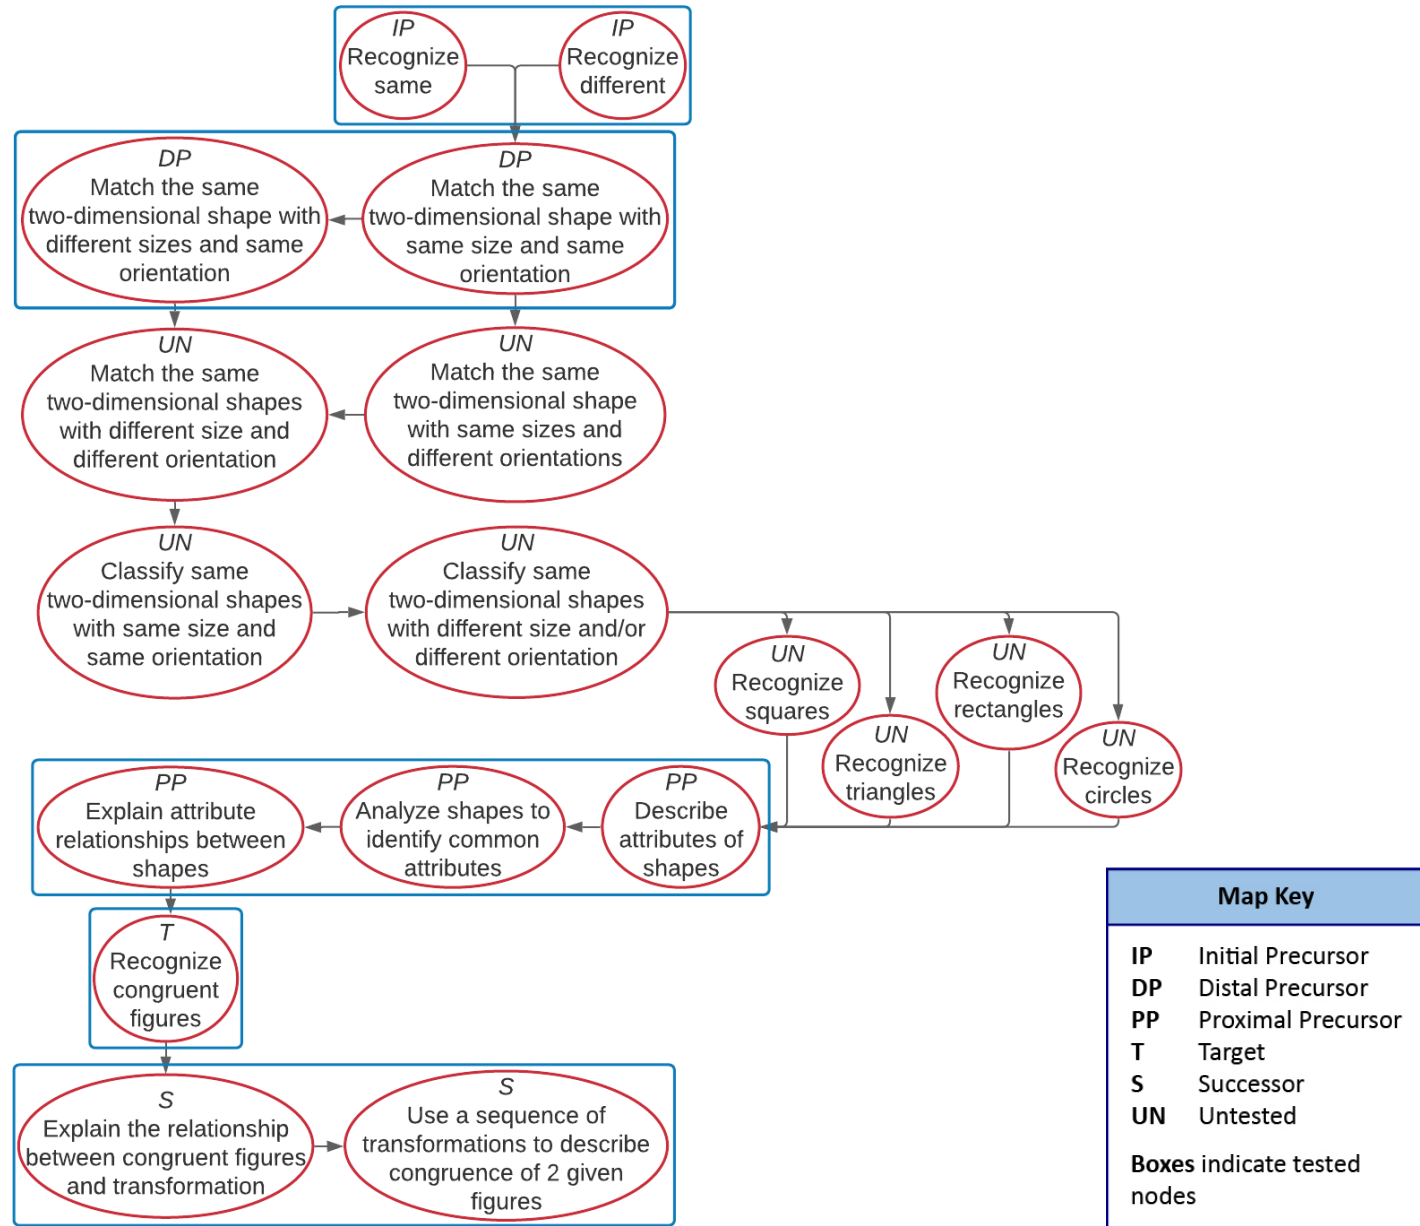 IP
Recognize
same
IP
Recognize
different
DP
Match the same
two-dimensional shape with
different sizes and same
orientation
DP
Match the same
two-dimensional shape with
same size and same
orientation
UN
Match the same
two-dimensional shapes
with different size and
different orientation
UN
Match the same
two-dimensional shape
with same sizes and
different orientations
UN
Classify same
two-dimensional shapes
with same size and
same orientation
UN
Classify same
two-dimensional shapes
with different size and/or
different orientation
UN
Recognize
squares
UN
Recognize
triangles
UN
Recognize
rectangles
UN
Recognize
circles
PP
Explain attribute
relationships between
shapes
PP
Analyze shapes to
identify common
attributes
PP
Describe
attributes of
shapes
T
Recognize
congruent
figures
S
Explain the relationship
between congruent figures
and transformation
S
Use a sequence of
transformations to describe
congruence of 2 given
figures
Map Key
IP Initial Precursor
DP Distal Precursor
PP Proximal Precursor
T Target
S Successor
UN Untested
Boxes indicate tested
nodes